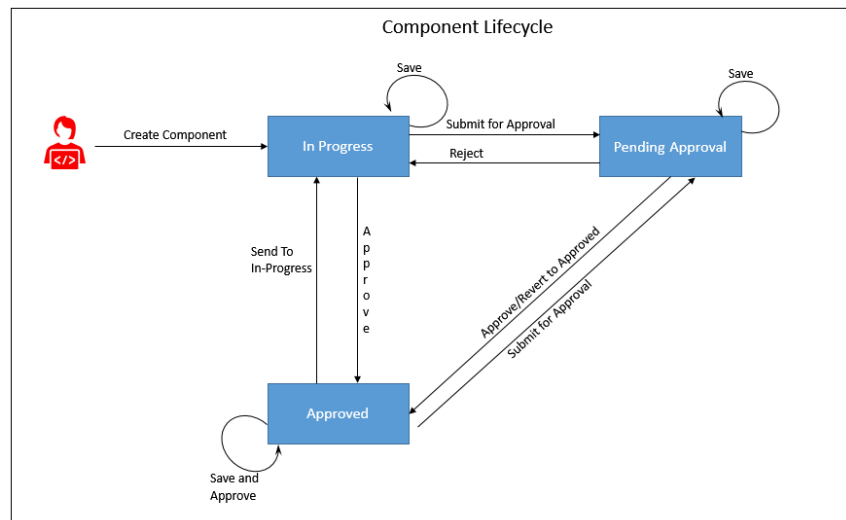 Component Lifecycle
Save
Save
Create Component
In Progress
Submit for Approval
Reject
Pending Approval
Send To
In-Progress
A
p
p
r
o
v
e
Approve/Revert to Approved
Submit for Approval
Approved
Save and
Approve